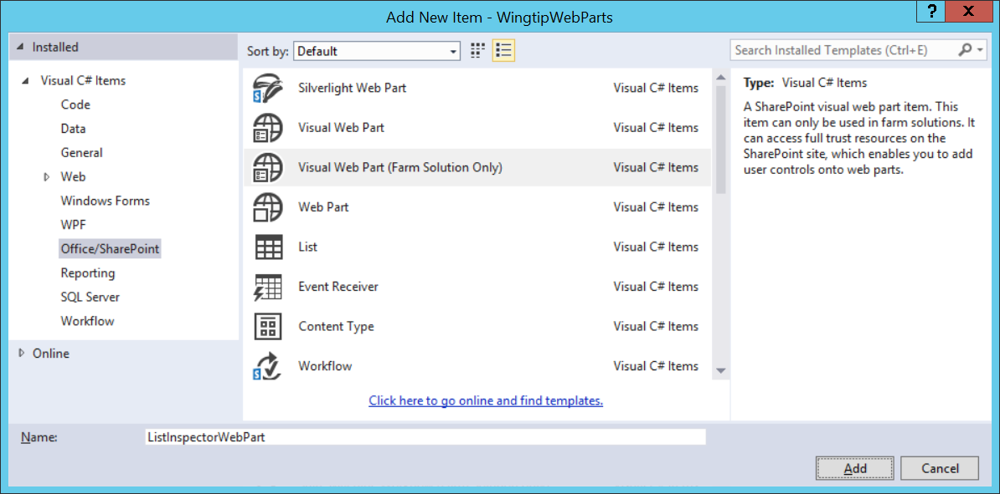 Add New Item - WingtipWebParts
? X
Installed
Visual C# Items
Code
Data
General
Web
Windows Forms
WPF
Office/SharePoint
Reporting
SQL Server
Workflow
Online
Sort by: Default
Silverlight Web Part Visual C# Items
Visual Web Part Visual C# Items
Visual Web Part (Farm Solution Only) Visual C# Items
Web Part Visual C# Items
List Visual C# Items
Event Receiver Visual C# Items
Content Type Visual C# Items
Workflow Visual C# Items
Click here to go online and find templates.
Search Installed Templates (Ctrl+E)
Type: Visual C# Items
A SharePoint visual web part item. This
item can only be used in farm solutions. It
can access full trust resources on the
SharePoint site, which enables you to add
user controls onto web parts.
Name: ListInspectorWebPart
Add Cancel